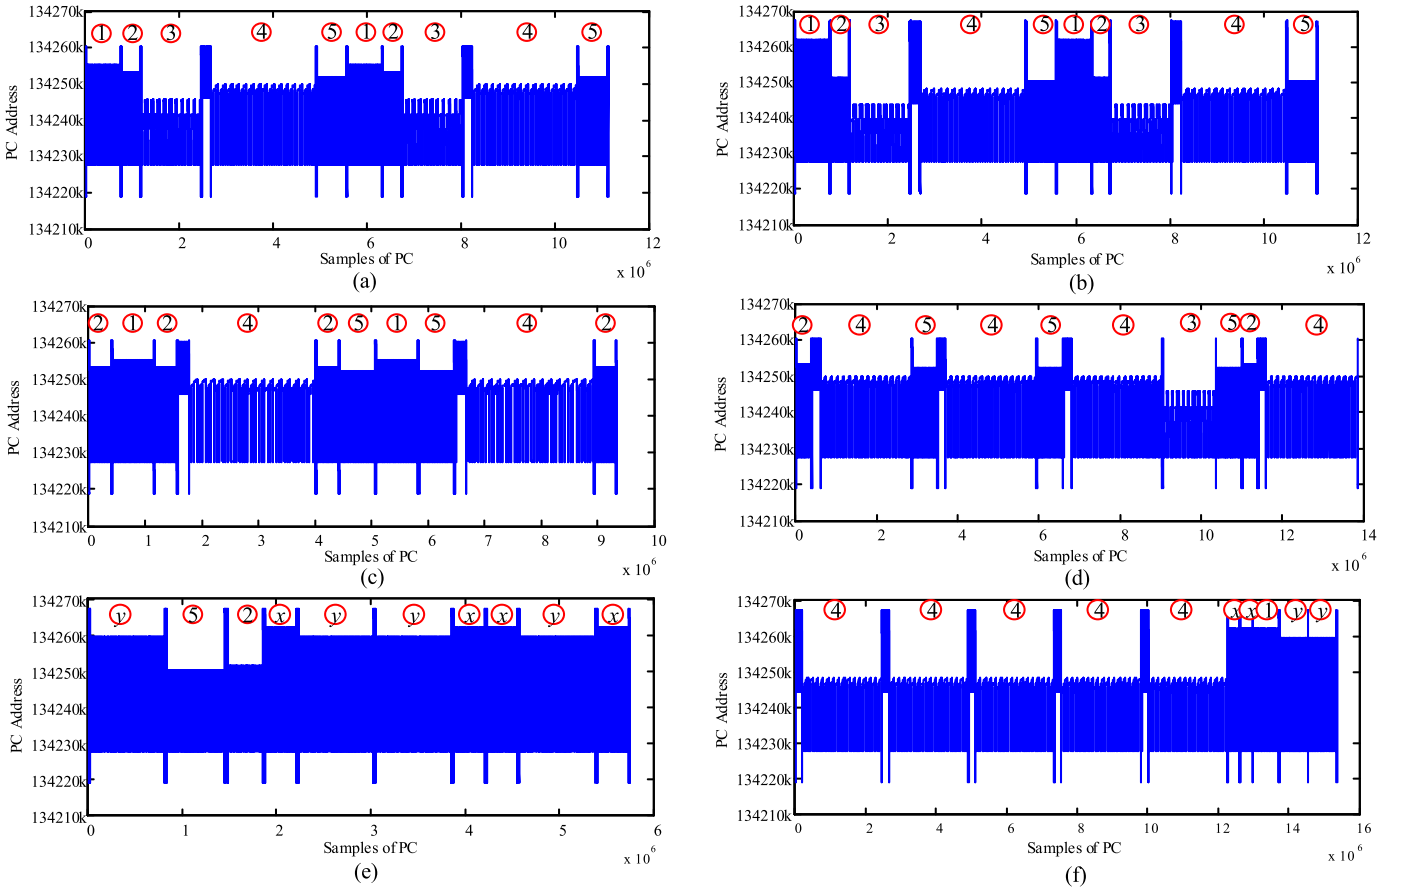 134270k
134260k
134250k
134240k
134230k
134220k
134210k
PC Address
① ② ③ ④ ⑤ ① ② ③ ④ ⑤
0 2 4 6 8 10 12
Samples of PC
x 10^6
(a)
134270k
134260k
134250k
134240k
134230k
134220k
134210k
PC Address
① ② ③ ④ ⑤ ① ② ③ ④ ⑤
0 2 4 6 8 10 12
Samples of PC
x 10^6
(b)
134270k
134260k
134250k
134240k
134230k
134220k
134210k
PC Address
② ① ② ④ ② ⑤ ① ⑤ ④ ②
0 1 2 3 4 5 6 7 8 9 10
Samples of PC
x 10^6
(c)
134270k
134260k
134250k
134240k
134230k
134220k
134210k
PC Address
② ④ ⑤ ④ ⑤ ④ ③ ⑤ ② ④
0 2 4 6 8 10 12 14
Samples of PC
x 10^6
(d)
134270k
134260k
134250k
134240k
134230k
134220k
134210k
PC Address
y ⑤ ② x y y x x y x
0 1 2 3 4 5 6
Samples of PC
x 10^6
(e)
134270k
134260k
134250k
134240k
134230k
134220k
134210k
PC Address
④ ④ ④ ④ ④ x x ① y y
0 2 4 6 8 10 12 14 16
Samples of PC
x 10^6
(f)